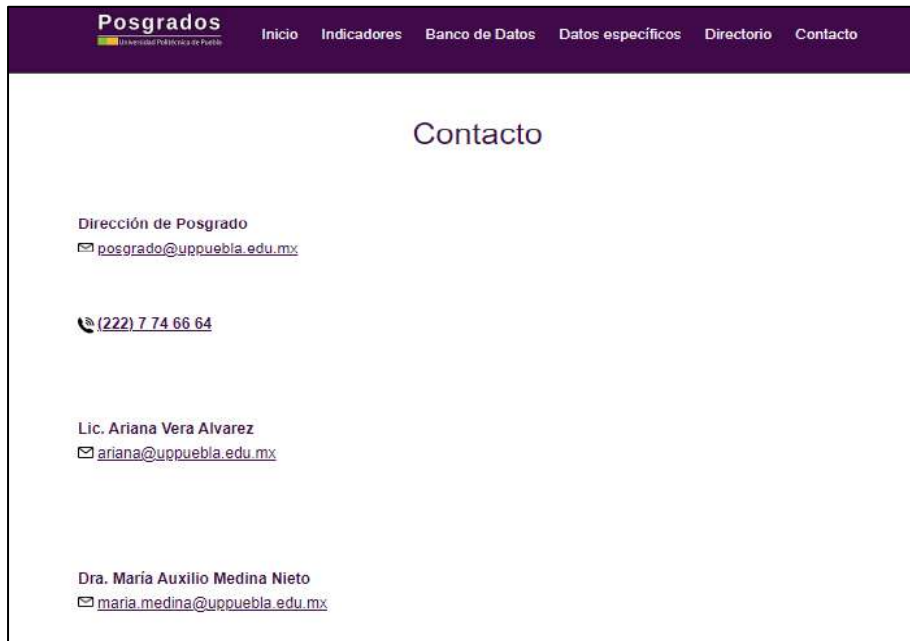 Posgrados
Universidad Politécnica de Puebla
Inicio Indicadores Banco de Datos Datos específicos Directorio Contacto
Contacto
Dirección de Posgrado
posgrado@uppuebla.edu.mx
(222) 7 74 66 64
Lic. Ariana Vera Alvarez
ariana@uppuebla.edu.mx
Dra. María Auxilio Medina Nieto
maria.medina@uppuebla.edu.mx